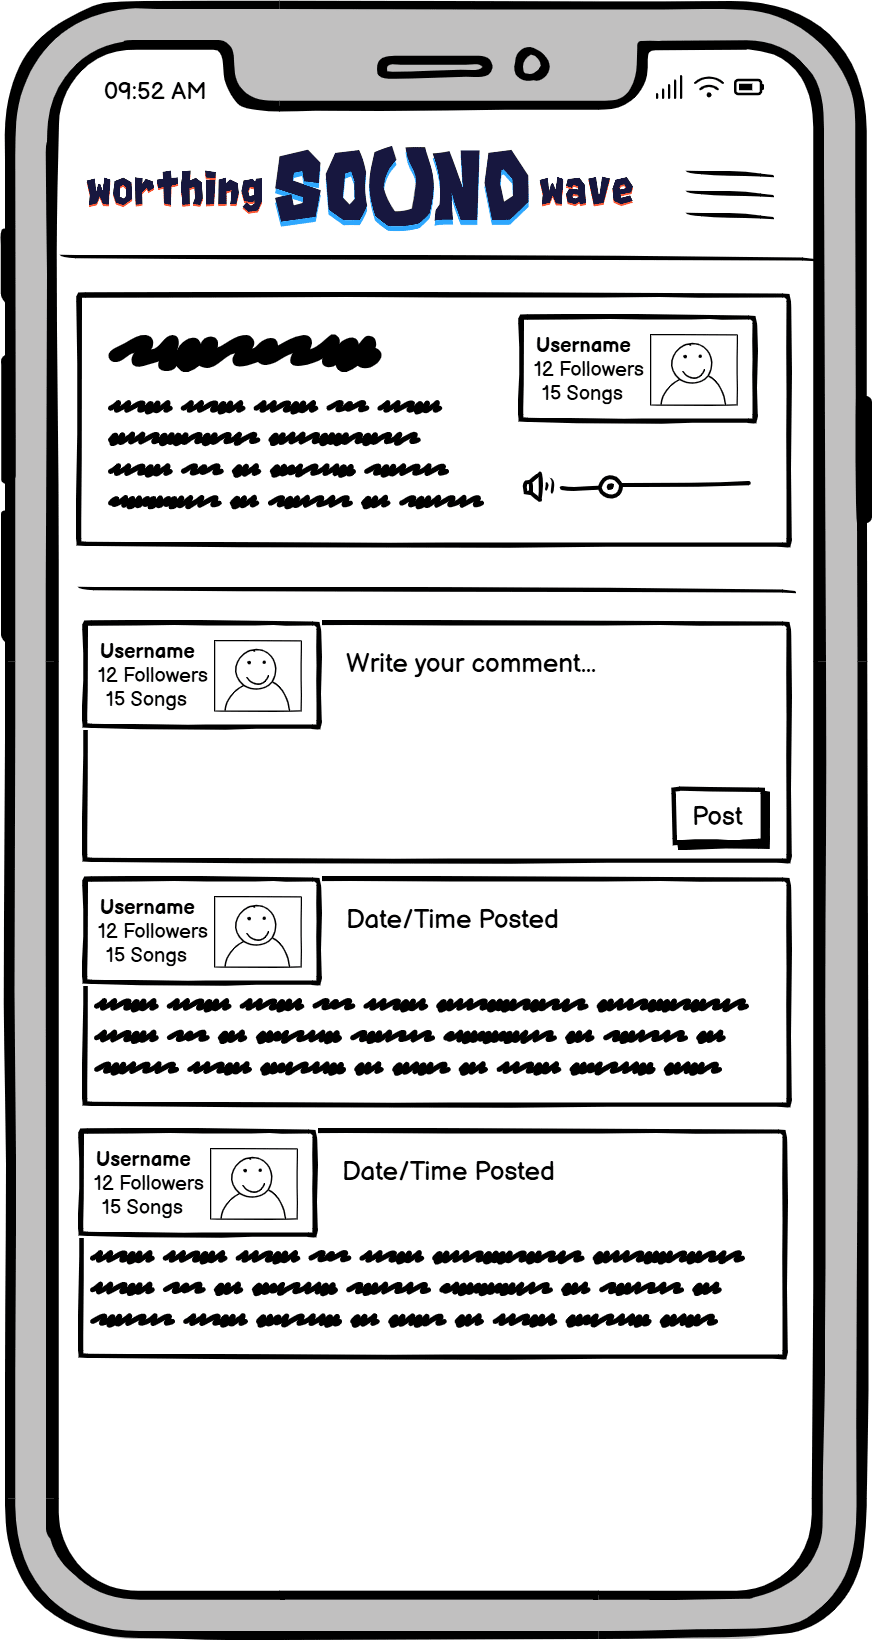 09:52 AM
worthing SOUND wave
Username
12 Followers
15 Songs
Username
12 Followers
15 Songs
Write your comment...
Post
Username
12 Followers
15 Songs
Date/Time Posted
Username
12 Followers
15 Songs
Date/Time Posted